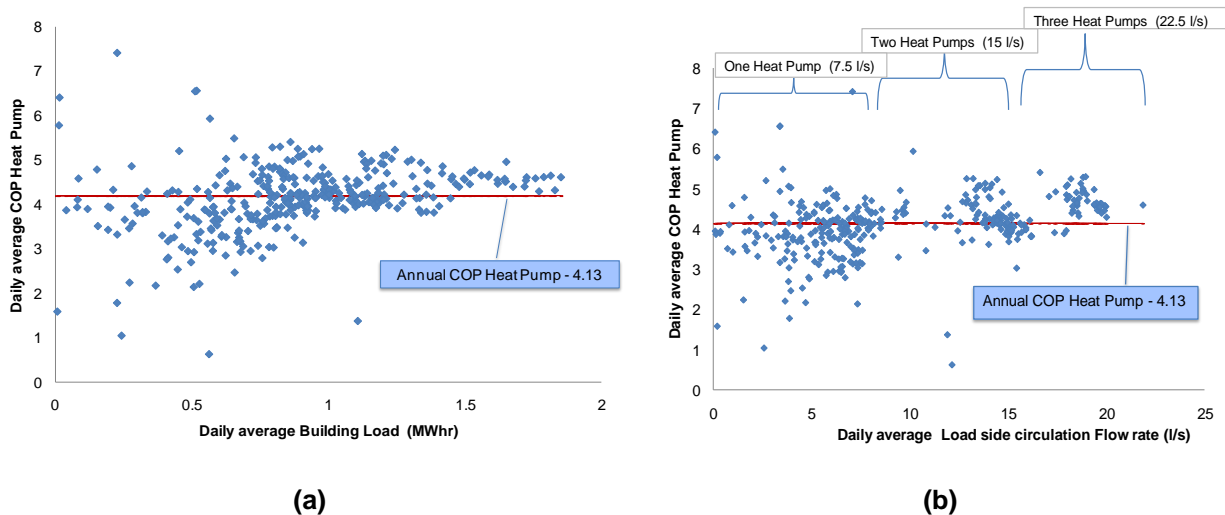 8
7
6
5
4
3
2
1
0
Daily average COP Heat Pump
Annual COP Heat Pump - 4.13
0
0.5
1
1.5
2
Daily average Building Load (MWhr)
(a)
Three Heat Pumps (22.5 l/s)
Two Heat Pumps (15 l/s)
One Heat Pump (7.5 l/s)
8
7
6
5
4
3
2
1
0
Daily average COP Heat Pump
Annual COP Heat Pump - 4.13
0
5
10
15
20
25
Daily average Load side circulation Flow rate (l/s)
(b)